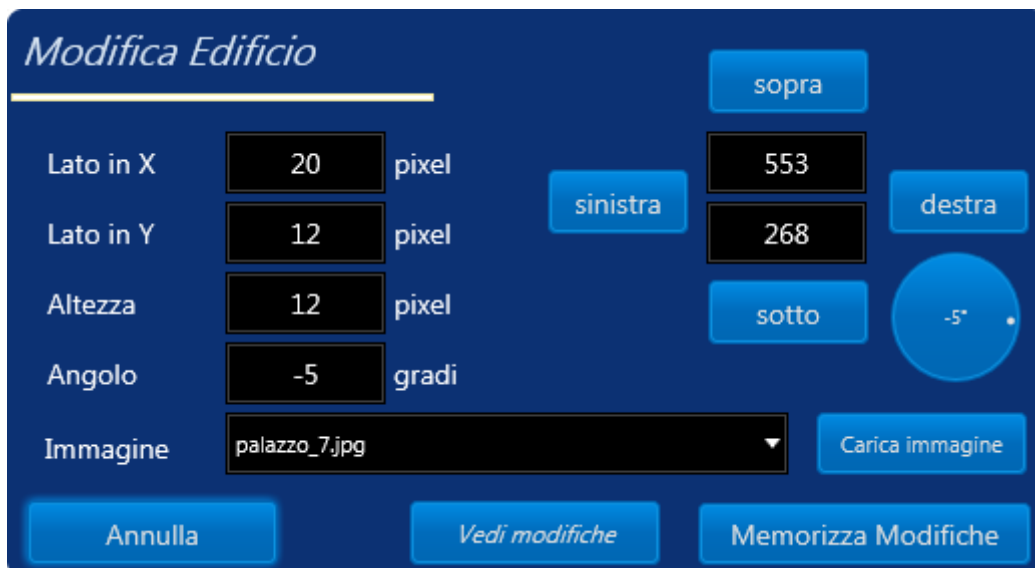 Modifica Edificio
sopra
Lato in X 20 pixel 553
sinistra destra
Lato in Y 12 pixel 268
Altezza 12 pixel sotto -5°
Angolo -5 gradi
Immagine palazzo_7.jpg Carica immagine
Annulla Vedi modifiche Memorizza Modifiche